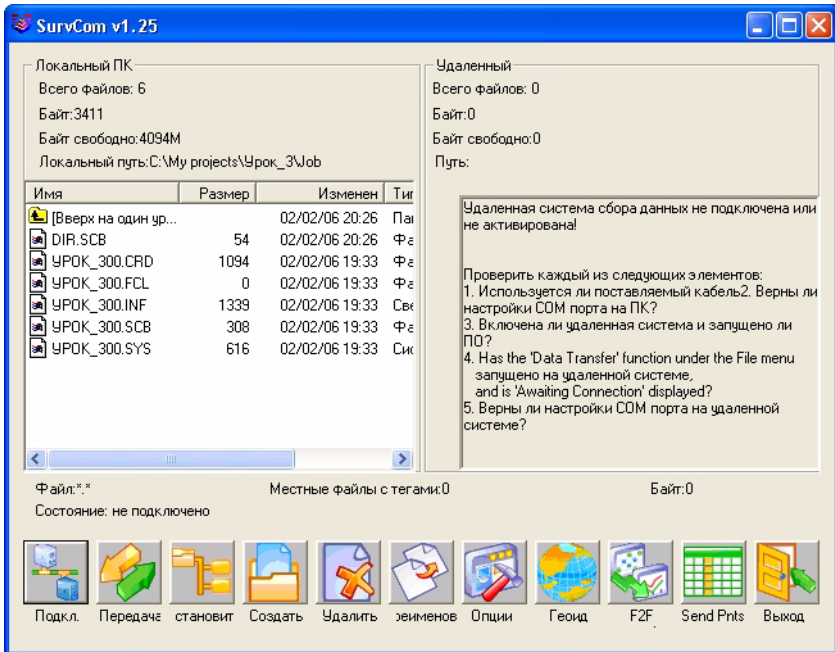 SurvCom v1.25
Локальный ПК
Всего файлов: 6
Байт:3411
Байт свободно:4094M
Локальный путь:C:\My projects\Урок_3\Job
Имя Размер Изменен Тип
[Вверх на один ур... 02/02/06 20:26 Пап
DIR.SCB 54 02/02/06 20:26 Фа
УРОК_300.CRD 1094 02/02/06 19:33 Фа
УРОК_300.FCL 0 02/02/06 19:33 Фа
УРОК_300.INF 1339 02/02/06 19:33 Све
УРОК_300.SCB 308 02/02/06 19:33 Фа
УРОК_300.SYS 616 02/02/06 19:33 Сис
Удаленный
Всего файлов: 0
Байт:0
Байт свободно:0
Путь:
Удаленная система сбора данных не подключена или
не активирована!
Проверить каждый из следующих элементов:
1. Используется ли поставляемый кабель2. Верны ли
настройки COM порта на ПК?
3. Включена ли удаленная система и запущено ли
ПО?
4. Has the 'Data Transfer' function under the File menu
запущено на удаленной системе,
and is 'Awaiting Connection' displayed?
5. Верны ли настройки COM порта на удаленной
системе?
Файл:*.* Местные файлы с тегами:0 Байт:0
Состояние: не подключено
Подкл. Передача становит Создать Удалить реименов Опции Геоид F2F Send Pnts Выход